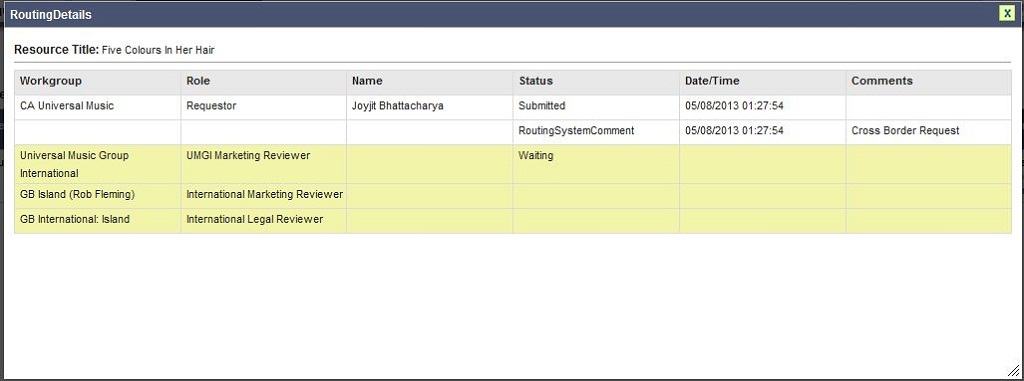 RoutingDetails X
Resource Title: Five Colours In Her Hair
Workgroup Role Name Status Date/Time Comments
CA Universal Music Requestor Joyjit Bhattacharya Submitted 05/08/2013 01:27:54
RoutingSystemComment 05/08/2013 01:27:54 Cross Border Request
Universal Music Group UMGI Marketing Reviewer Waiting
International
GB Island (Rob Fleming) International Marketing Reviewer
GB International: Island International Legal Reviewer